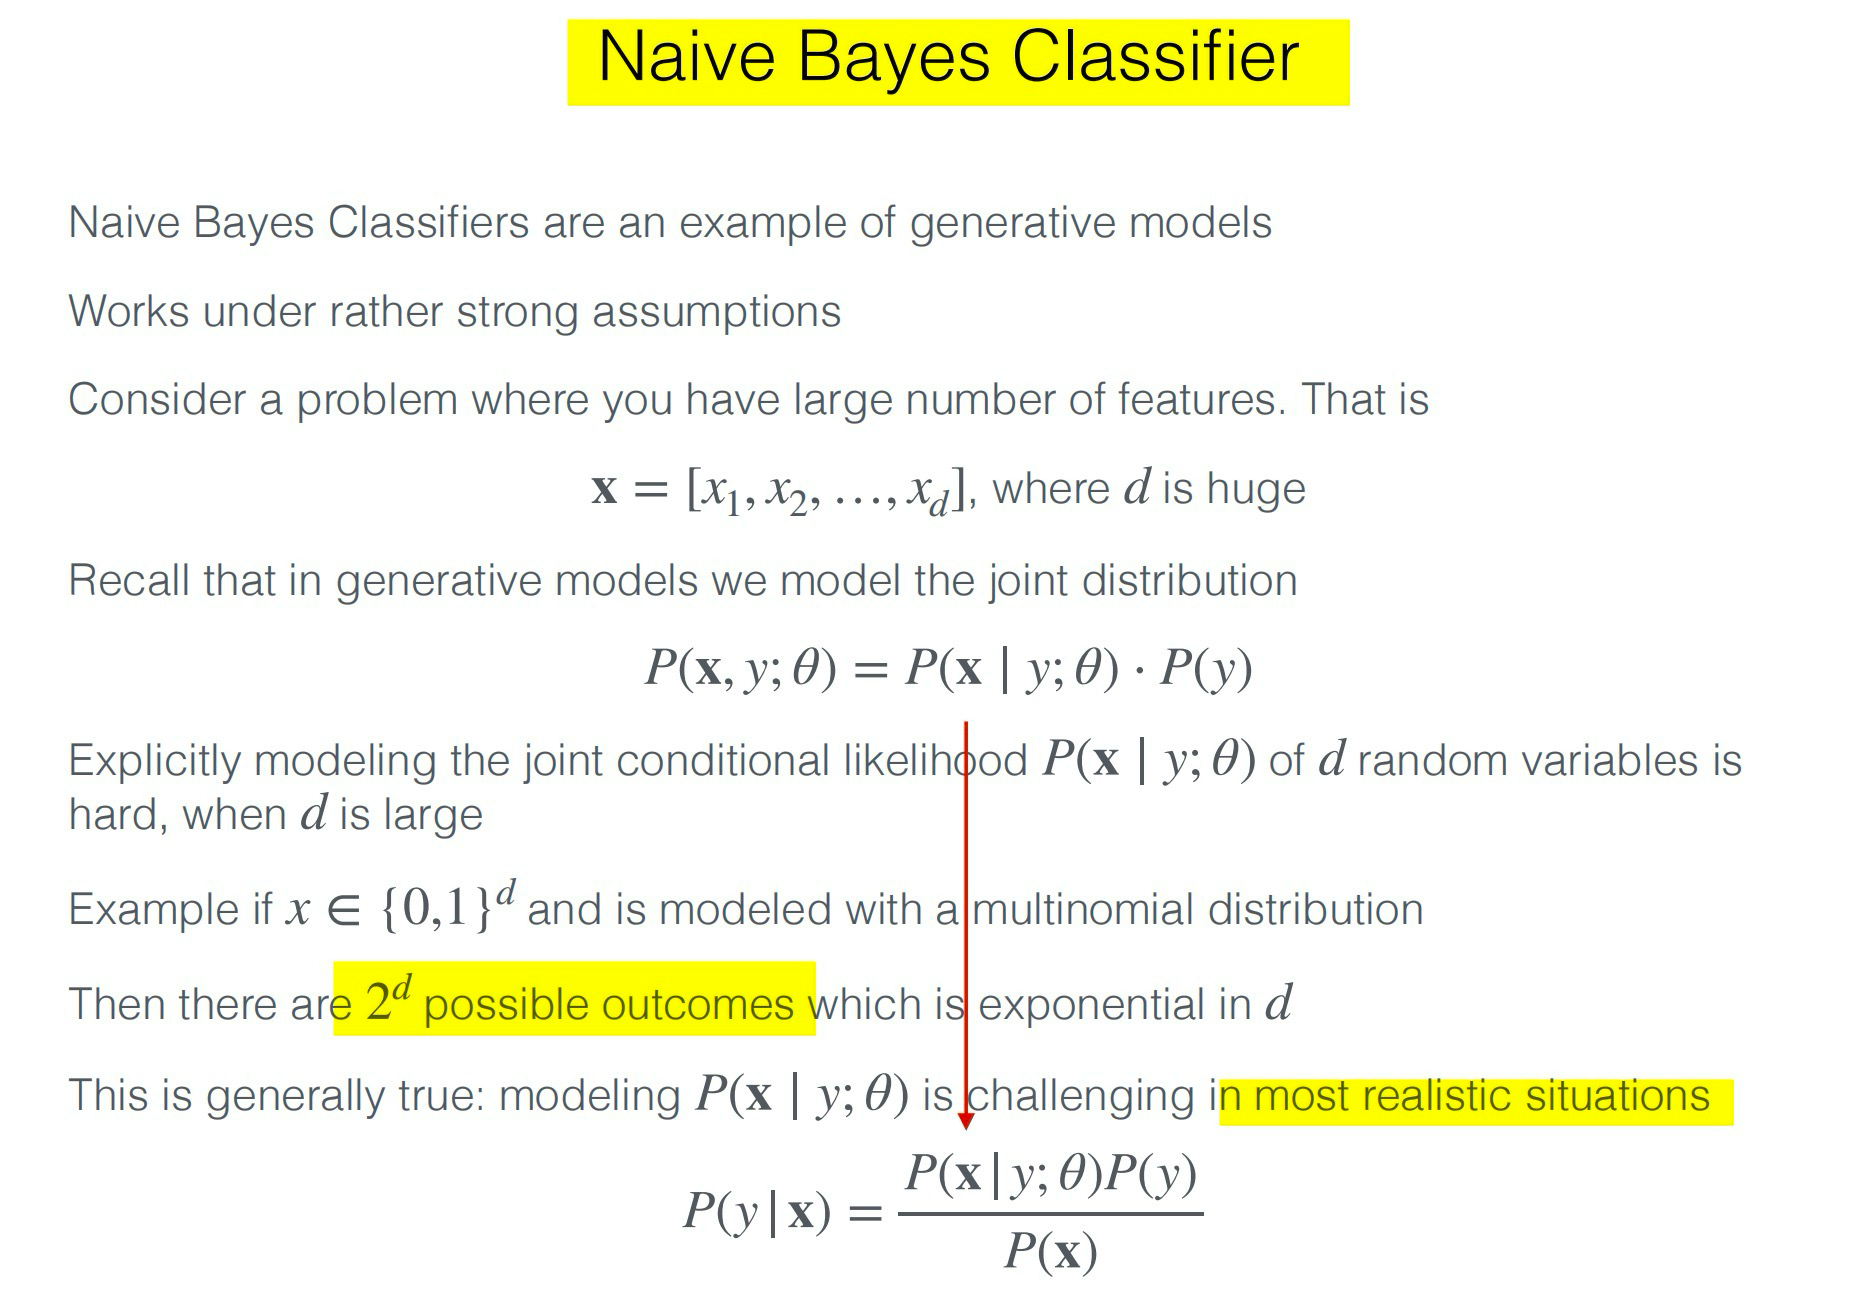 Naive Bayes Classifier
Naive Bayes Classifiers are an example of generative models
Works under rather strong assumptions
Consider a problem where you have large number of features. That is
𝐱 = [x₁, x₂, …, x_d], where d is huge
Recall that in generative models we model the joint distribution
P(𝐱, y; θ) = P(𝐱 | y; θ) · P(y)
Explicitly modeling the joint conditional likelihood P(𝐱 | y; θ) of d random variables is
hard, when d is large
Example if x ∈ {0,1}^d and is modeled with a multinomial distribution
Then there are 2^d possible outcomes which is exponential in d
This is generally true: modeling P(𝐱 | y; θ) is challenging in most realistic situations
P(y | 𝐱) = P(𝐱 | y; θ)P(y) / P(𝐱)